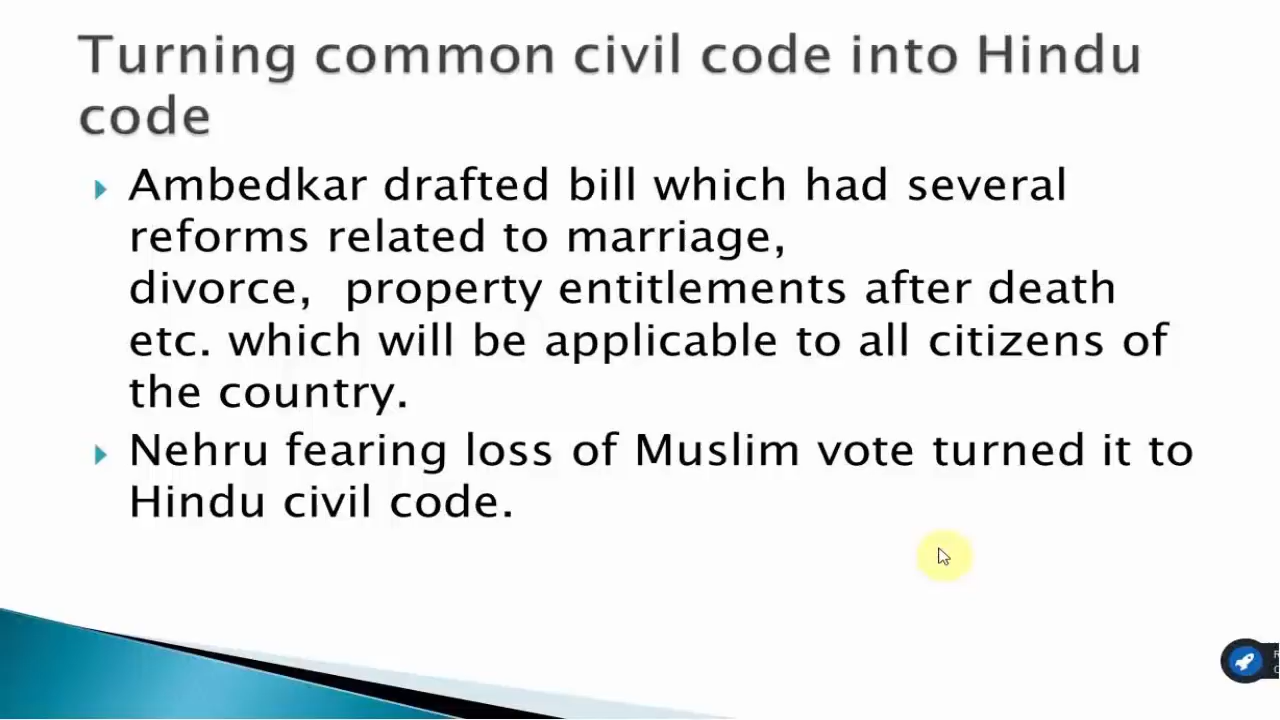 Turning common civil code into Hindu
code
Ambedkar drafted bill which had several
reforms related to marriage,
divorce, property entitlements after death
etc. which will be applicable to all citizens of
the country.
Nehru fearing loss of Muslim vote turned it to
Hindu civil code.